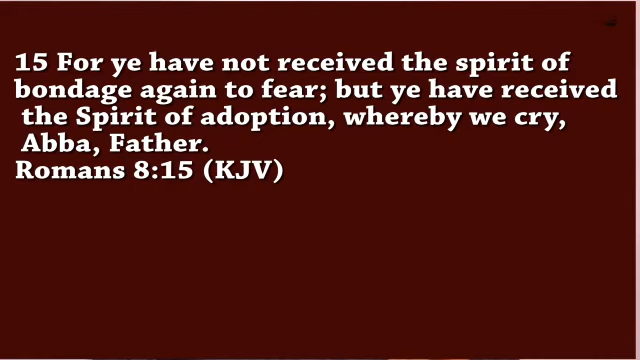 15 For ye have not received the spirit of
bondage again to fear; but ye have received
the Spirit of adoption, whereby we cry,
Abba, Father.
Romans 8:15 (KJV)